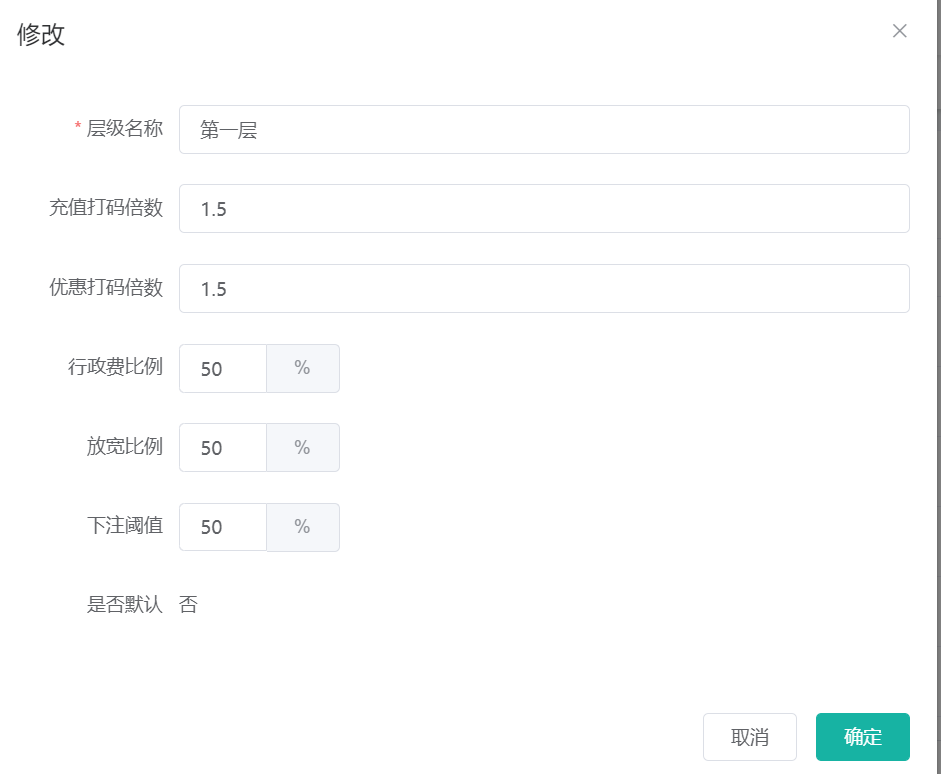 修改
* 层级名称 第一层
充值打码倍数 1.5
优惠打码倍数 1.5
行政费比例 50 %
放宽比例 50 %
下注阈值 50 %
是否默认 否
取消 确定